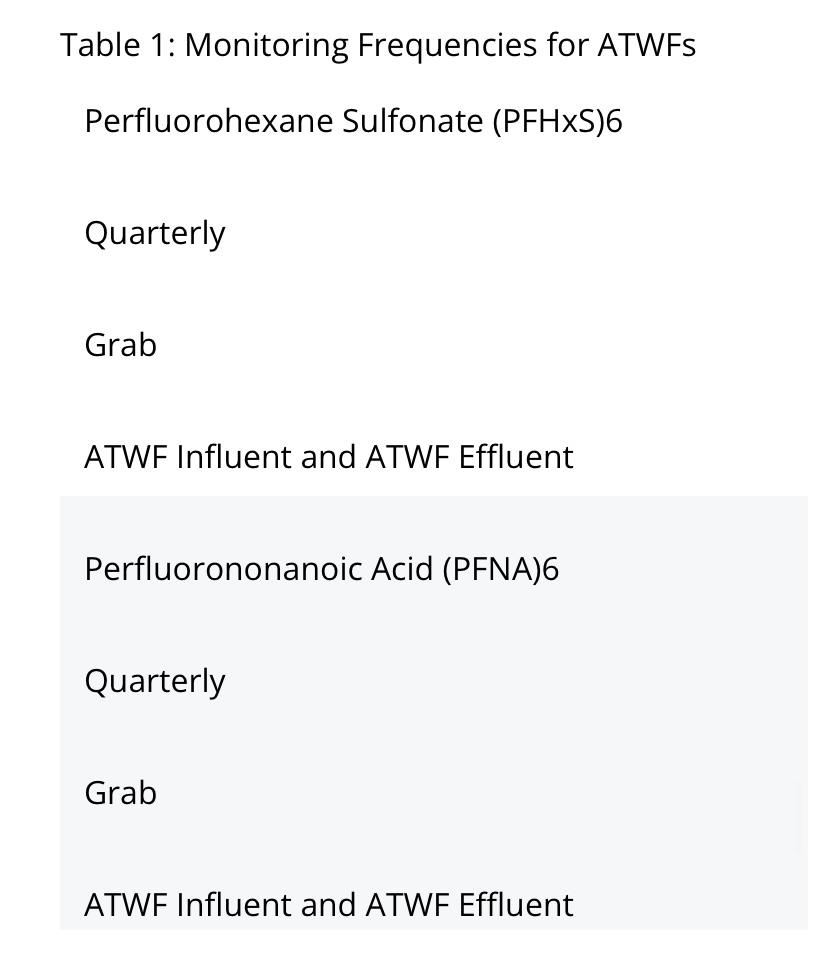 Table 1: Monitoring Frequencies for ATWFs
Perfluorohexane Sulfonate (PFHxS)6
Quarterly
Grab
ATWF Influent and ATWF Effluent
Perfluorononanoic Acid (PFNA)6
Quarterly
Grab
ATWF Influent and ATWF Effluent